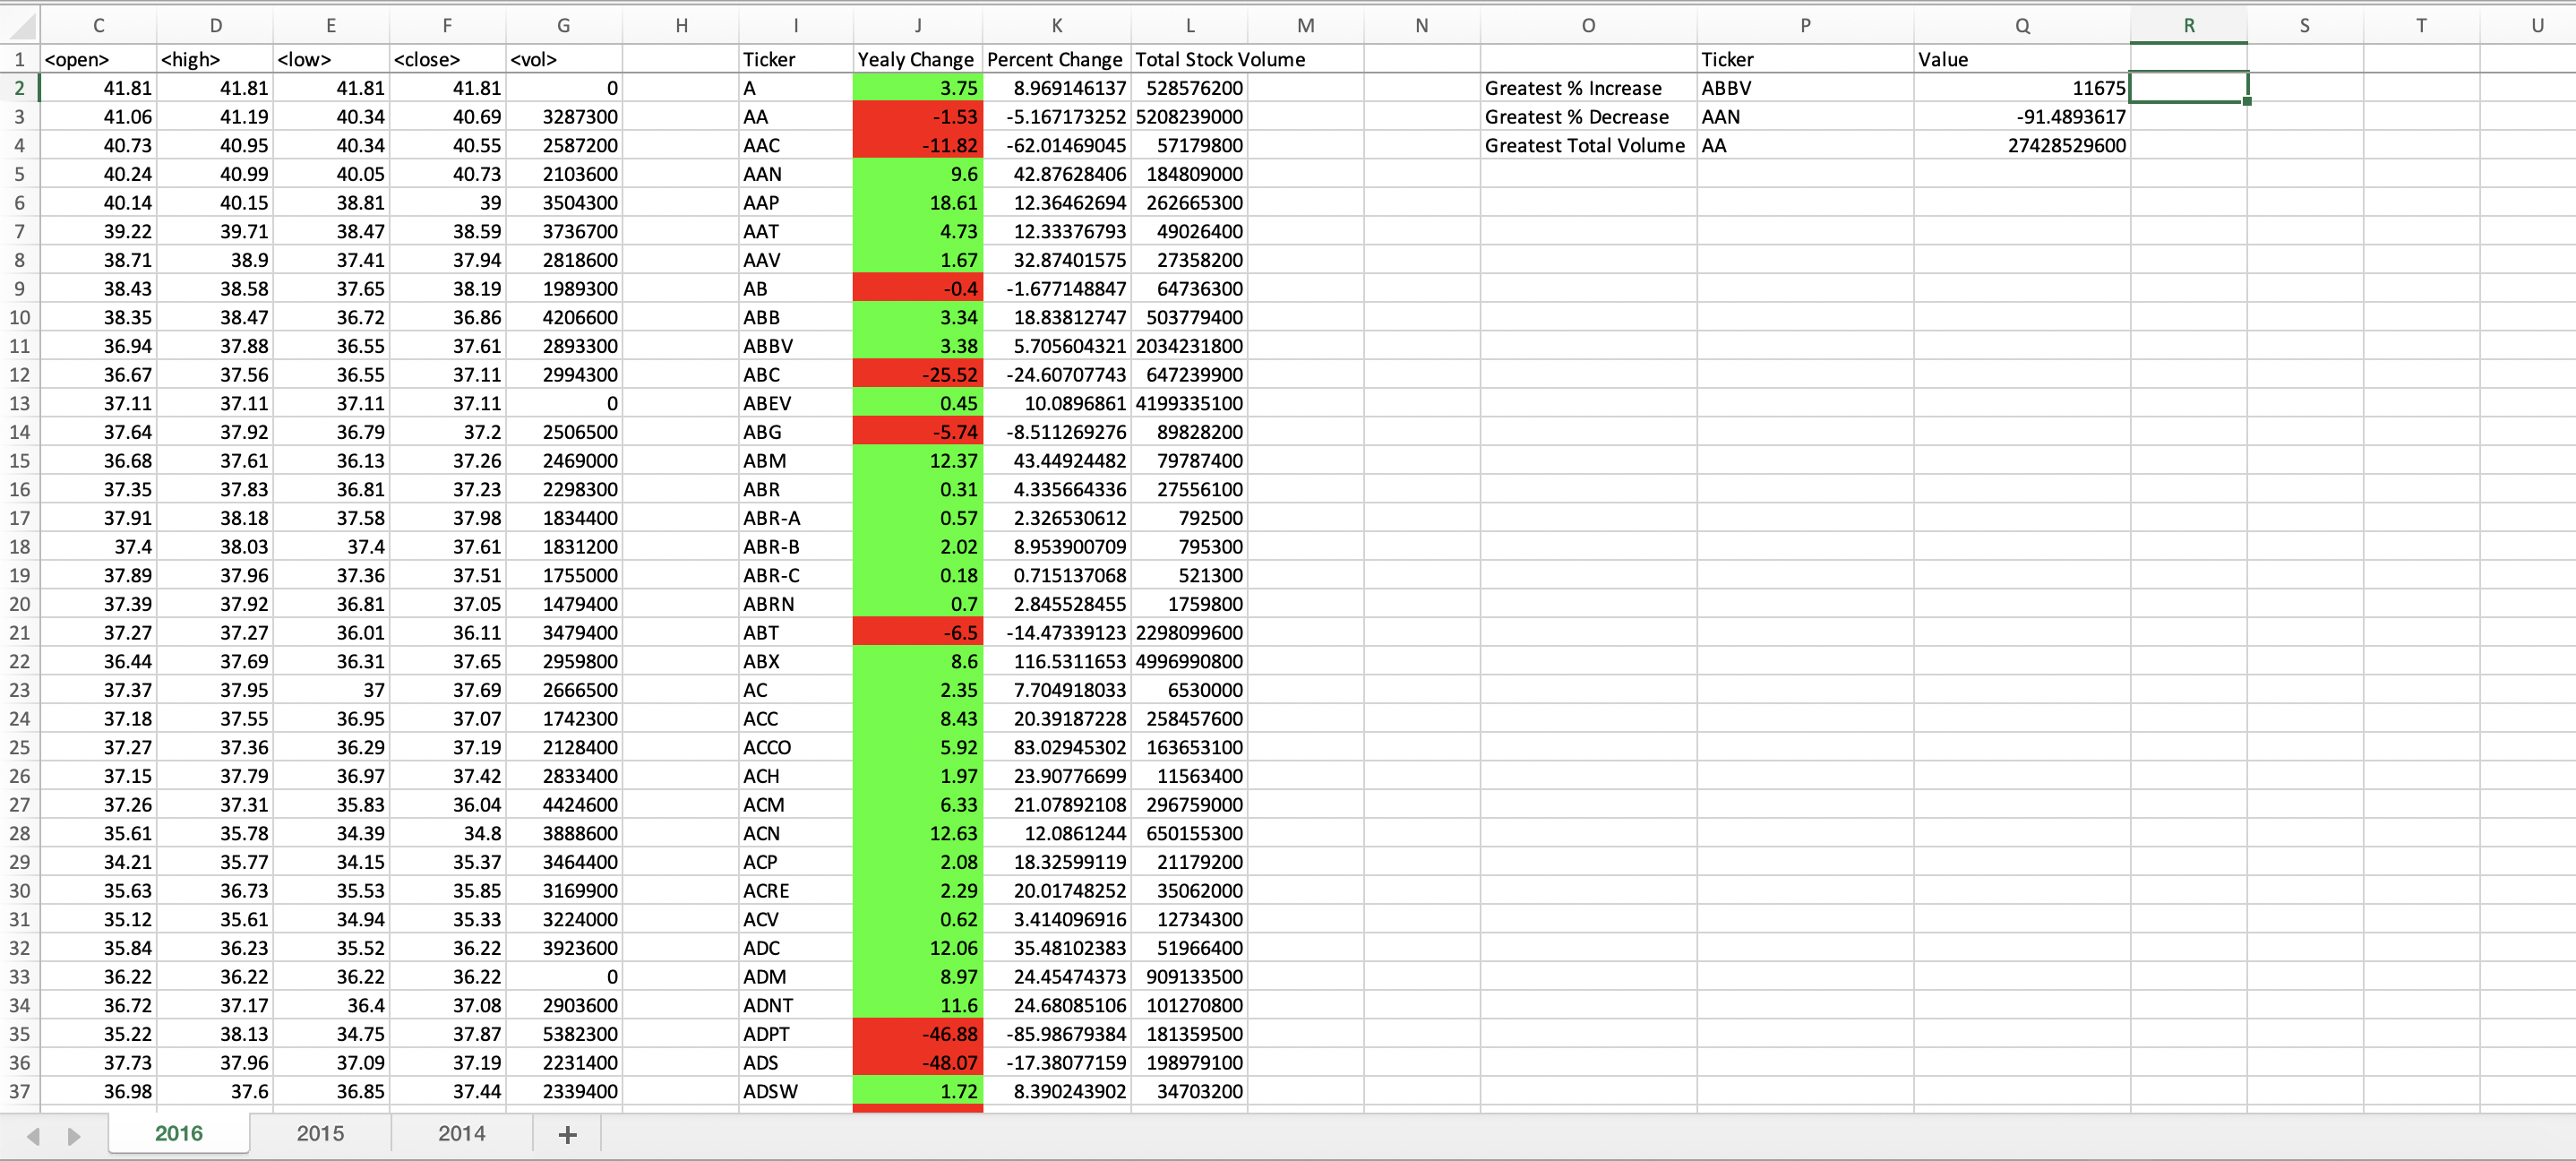 C D E F G H I J K L M N O P Q R S T U
1 <open> <high> <low> <close> <vol> Ticker Yealy Change Percent Change Total Stock Volume Ticker Value
2 41.81 41.81 41.81 41.81 0 A 3.75 8.969146137 528576200 Greatest % Increase ABBV 11675
3 41.06 41.19 40.34 40.69 3287300 AA -1.53 -5.167173252 5208239000 Greatest % Decrease AAN -91.4893617
4 40.73 40.95 40.34 40.55 2587200 AAC -11.82 -62.01469045 57179800 Greatest Total Volume AA 27428529600
5 40.24 40.99 40.05 40.73 2103600 AAN 9.6 42.87628406 184809000
6 40.14 40.15 38.81 39 3504300 AAP 18.61 12.36462694 262665300
7 39.22 39.71 38.47 38.59 3736700 AAT 4.73 12.33376793 49026400
8 38.71 38.9 37.41 37.94 2818600 AAV 1.67 32.87401575 27358200
9 38.43 38.58 37.65 38.19 1989300 AB -0.4 -1.677148847 64736300
10 38.35 38.47 36.72 36.86 4206600 ABB 3.34 18.83812747 503779400
11 36.94 37.88 36.55 37.61 2893300 ABBV 3.38 5.705604321 2034231800
12 36.67 37.56 36.55 37.11 2994300 ABC -25.52 -24.60707743 647239900
13 37.11 37.11 37.11 37.11 0 ABEV 0.45 10.0896861 4199335100
14 37.64 37.92 36.79 37.2 2506500 ABG -5.74 -8.511269276 89828200
15 36.68 37.61 36.13 37.26 2469000 ABM 12.37 43.44924482 79787400
16 37.35 37.83 36.81 37.23 2298300 ABR 0.31 4.335664336 27556100
17 37.91 38.18 37.58 37.98 1834400 ABR-A 0.57 2.326530612 792500
18 37.4 38.03 37.4 37.61 1831200 ABR-B 2.02 8.953900709 795300
19 37.89 37.96 37.36 37.51 1755000 ABR-C 0.18 0.715137068 521300
20 37.39 37.92 36.81 37.05 1479400 ABRN 0.7 2.845528455 1759800
21 37.27 37.27 36.01 36.11 3479400 ABT -6.5 -14.47339123 2298099600
22 36.44 37.69 36.31 37.65 2959800 ABX 8.6 116.5311653 4996990800
23 37.37 37.95 37 37.69 2666500 AC 2.35 7.704918033 6530000
24 37.18 37.55 36.95 37.07 1742300 ACC 8.43 20.39187228 258457600
25 37.27 37.36 36.29 37.19 2128400 ACCO 5.92 83.02945302 163653100
26 37.15 37.79 36.97 37.42 2833400 ACH 1.97 23.90776699 11563400
27 37.26 37.31 35.83 36.04 4424600 ACM 6.33 21.07892108 296759000
28 35.61 35.78 34.39 34.8 3888600 ACN 12.63 12.0861244 650155300
29 34.21 35.77 34.15 35.37 3464400 ACP 2.08 18.32599119 21179200
30 35.63 36.73 35.53 35.85 3169900 ACRE 2.29 20.01748252 35062000
31 35.12 35.61 34.94 35.33 3224000 ACV 0.62 3.414096916 12734300
32 35.84 36.23 35.52 36.22 3923600 ADC 12.06 35.48102383 51966400
33 36.22 36.22 36.22 36.22 0 ADM 8.97 24.45474373 909133500
34 36.72 37.17 36.4 37.08 2903600 ADNT 11.6 24.68085106 101270800
35 35.22 38.13 34.75 37.87 5382300 ADPT -46.88 -85.98679384 181359500
36 37.73 37.96 37.09 37.19 2231400 ADS -48.07 -17.38077159 198979100
37 36.98 37.6 36.85 37.44 2339400 ADSW 1.72 8.390243902 34703200
2016 2015 2014 +